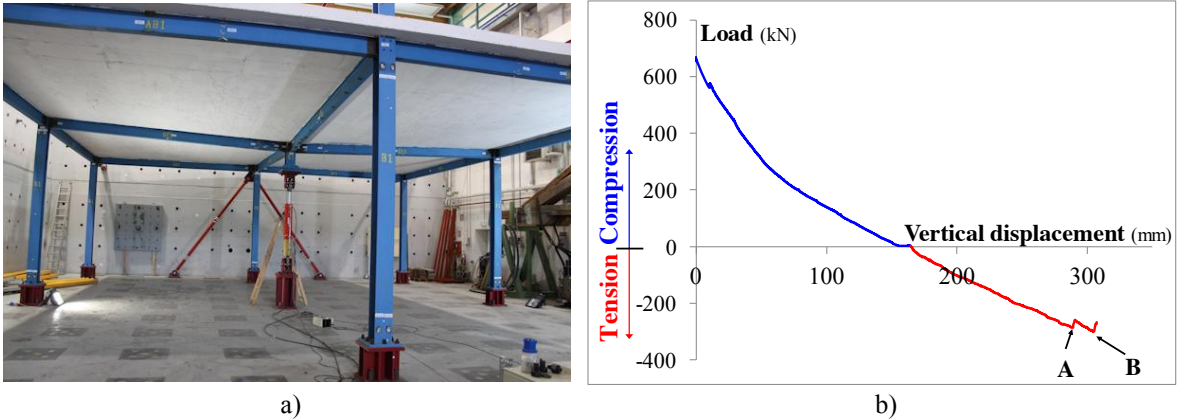 AB1
B1
800
Load (kN)
600
400
200
0
-200
-400
Tension Compression
Vertical displacement (mm)
0 100 200 300
A B
a) b)